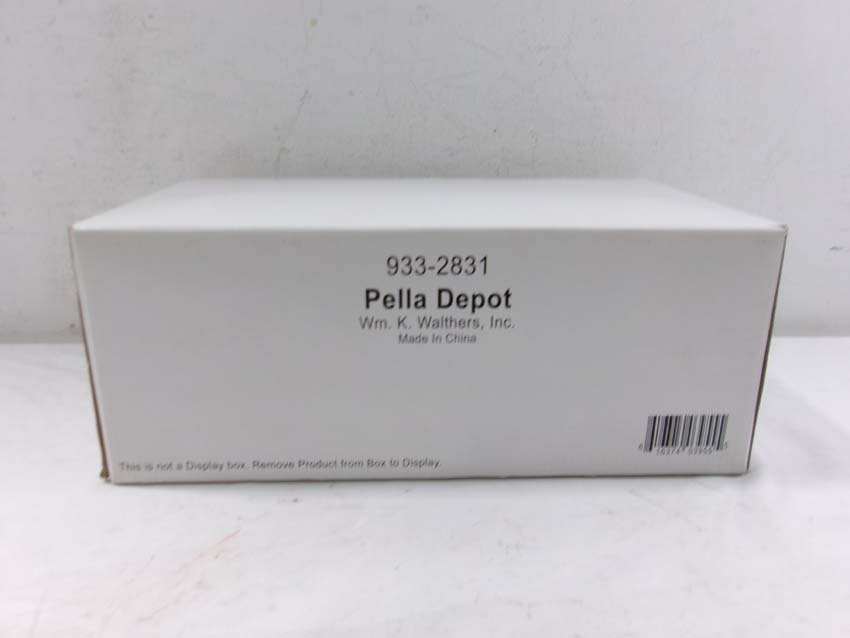 933-2831
Pella Depot
Wm. K. Walthers, Inc.
Made In China
This is not a Display box. Remove Product from Box to Display.